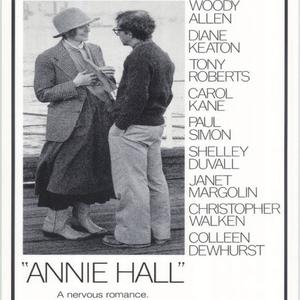 WOODY
ALLEN
DIANE
KEATON
TONY
ROBERTS
CAROL
KANE
PAUL
SIMON
SHELLEY
DUVALL
JANET
MARGOLIN
CHRISTOPHER
WALKEN
COLLEEN
DEWHURST
"ANNIE HALL"
A nervous romance.